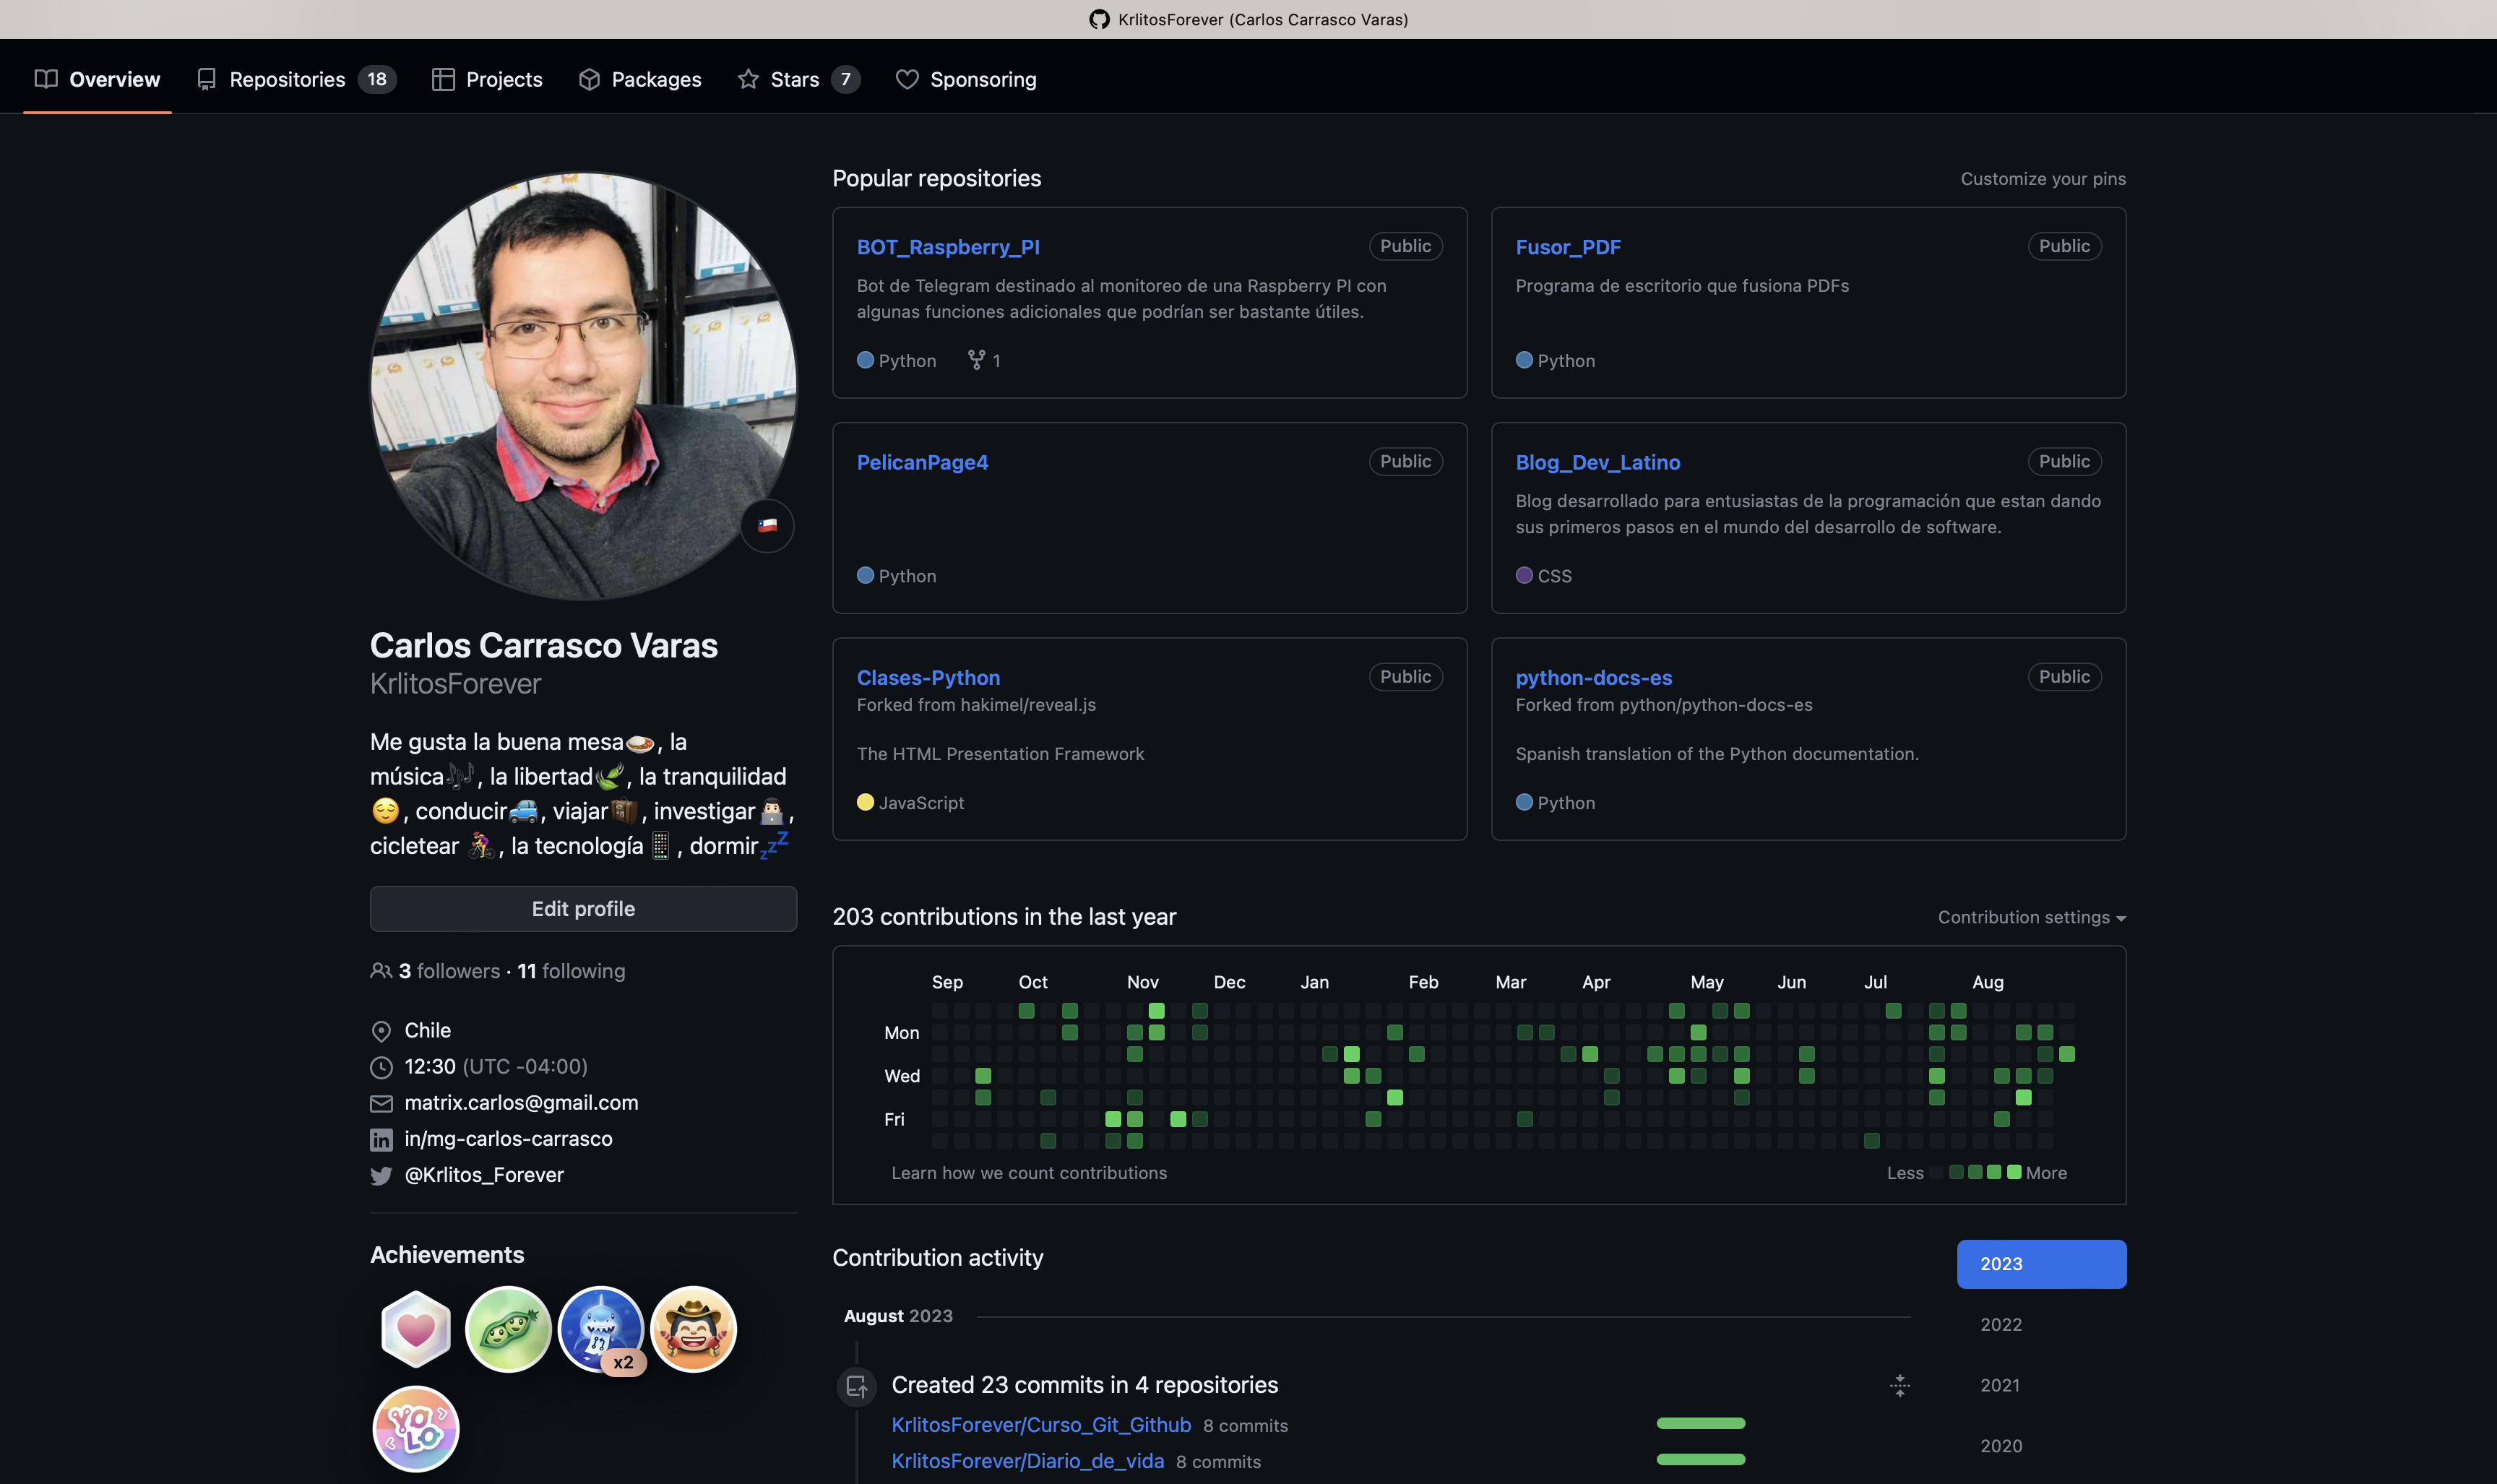 KrlitosForever (Carlos Carrasco Varas)
Overview
Repositories 18
Projects
Packages
Stars 7
Sponsoring
Carlos Carrasco Varas
KrlitosForever
Me gusta la buena mesa🍛, la
música🎶, la libertad🍃, la tranquilidad
😌, conducir🚙, viajar🧳, investigar👨🏻‍💻,
cicletear 🚴‍♀️, la tecnología📱, dormir💤
Edit profile
3 followers · 11 following
Chile
12:30 (UTC -04:00)
matrix.carlos@gmail.com
in/mg-carlos-carrasco
@Krlitos_Forever
Achievements
x2
YOLO
Popular repositories
Customize your pins
BOT_Raspberry_PI
Public
Bot de Telegram destinado al monitoreo de una Raspberry PI con
algunas funciones adicionales que podrían ser bastante útiles.
Python 1
Fusor_PDF
Public
Programa de escritorio que fusiona PDFs
Python
PelicanPage4
Public
Python
Blog_Dev_Latino
Public
Blog desarrollado para entusiastas de la programación que estan dando
sus primeros pasos en el mundo del desarrollo de software.
CSS
Clases-Python
Public
Forked from hakimel/reveal.js
The HTML Presentation Framework
JavaScript
python-docs-es
Public
Forked from python/python-docs-es
Spanish translation of the Python documentation.
Python
203 contributions in the last year
Contribution settings
Sep Oct Nov Dec Jan Feb Mar Apr May Jun Jul Aug
Mon
Wed
Fri
Learn how we count contributions
Less More
Contribution activity
2023
2022
2021
2020
August 2023
Created 23 commits in 4 repositories
KrlitosForever/Curso_Git_Github 8 commits
KrlitosForever/Diario_de_vida 8 commits